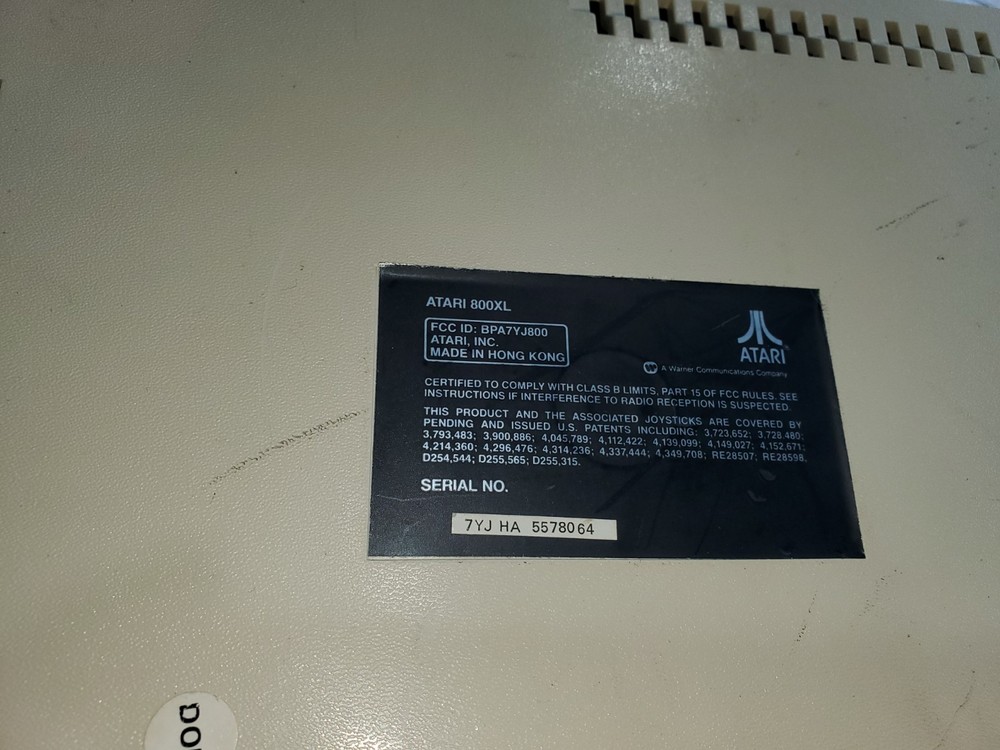 ATARI 800XL
FCC ID: BPA7YJ800
ATARI, INC.
MADE IN HONG KONG
ATARI
A Warner Communications Company
CERTIFIED TO COMPLY WITH CLASS B LIMITS, PART 15 OF FCC RULES. SEE
INSTRUCTIONS IF INTERFERENCE TO RADIO RECEPTION IS SUSPECTED.
THIS PRODUCT AND THE ASSOCIATED JOYSTICKS ARE COVERED BY
PENDING AND ISSUED U.S. PATENTS INCLUDING: 3,723,652; 3,728,480;
3,793,483; 3,900,886; 4,045,789; 4,112,422; 4,139,099; 4,149,027; 4,152,671;
4,214,360; 4,296,476; 4,314,236; 4,337,444; 4,349,708; RE28507; RE28598.
D254,544; D255,565; D255,315.
SERIAL NO.
7YJ HA 5578064